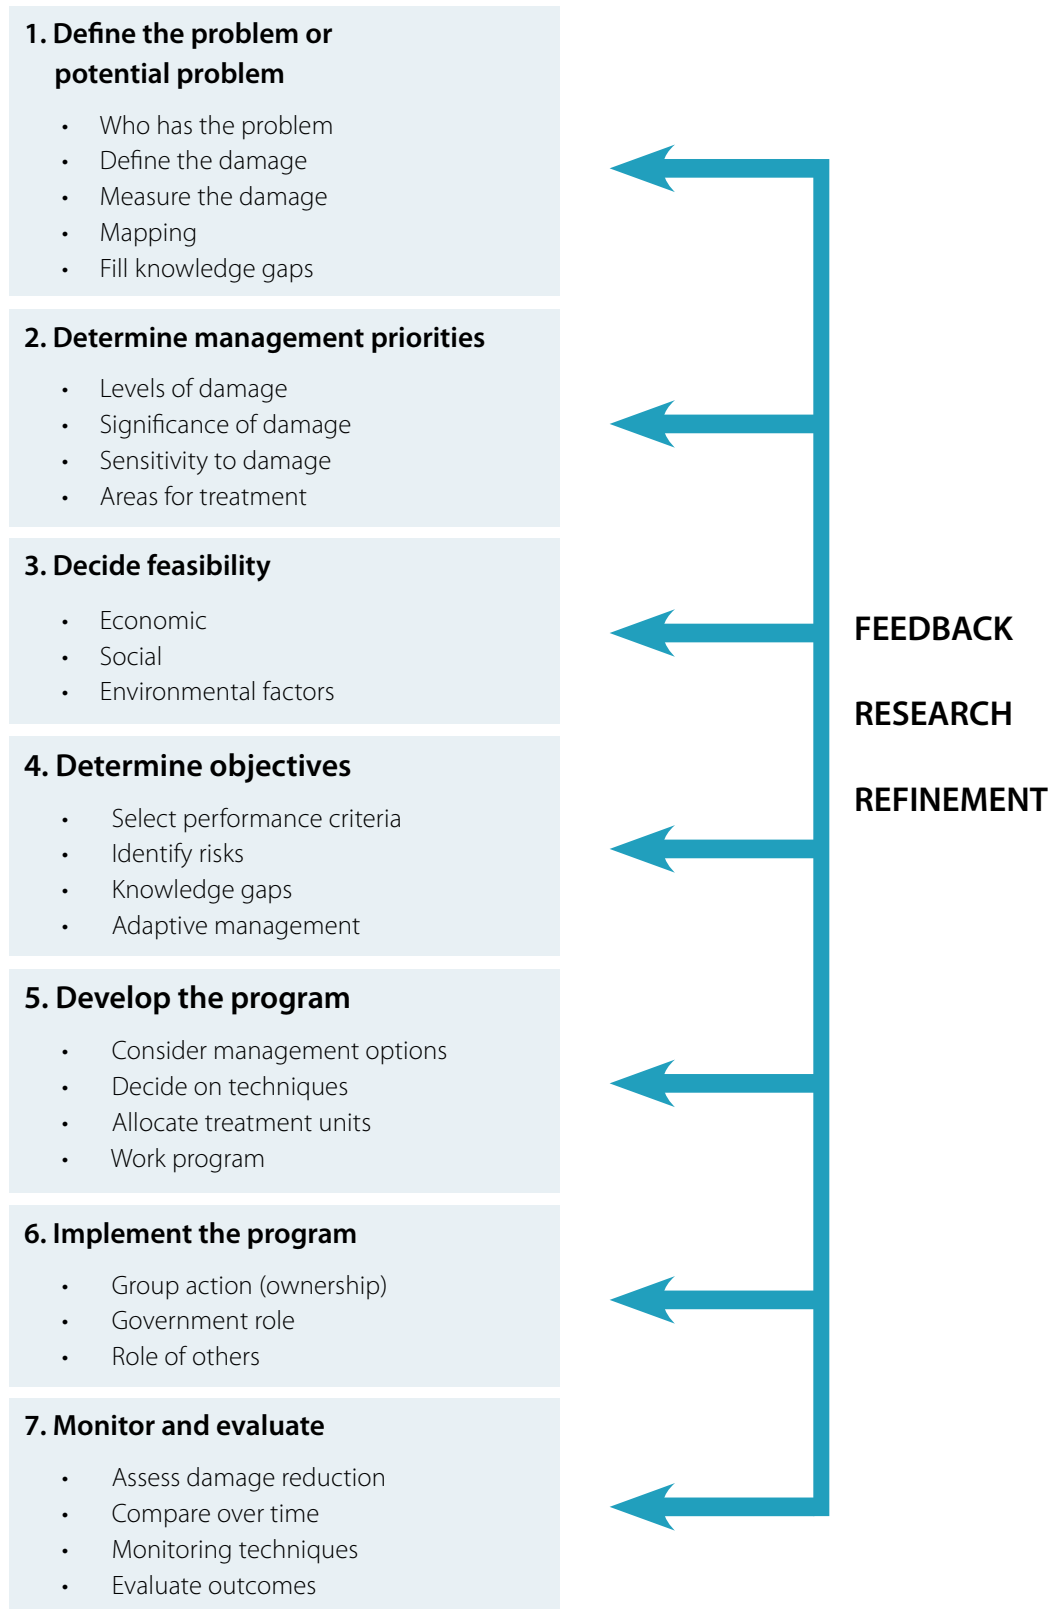 1. Define the problem or
potential problem
• Who has the problem
• Define the damage
• Measure the damage
• Mapping
• Fill knowledge gaps
2. Determine management priorities
• Levels of damage
• Significance of damage
• Sensitivity to damage
• Areas for treatment
3. Decide feasibility
• Economic
• Social
• Environmental factors
4. Determine objectives
• Select performance criteria
• Identify risks
• Knowledge gaps
• Adaptive management
5. Develop the program
• Consider management options
• Decide on techniques
• Allocate treatment units
• Work program
6. Implement the program
• Group action (ownership)
• Government role
• Role of others
7. Monitor and evaluate
• Assess damage reduction
• Compare over time
• Monitoring techniques
• Evaluate outcomes
FEEDBACK
RESEARCH
REFINEMENT